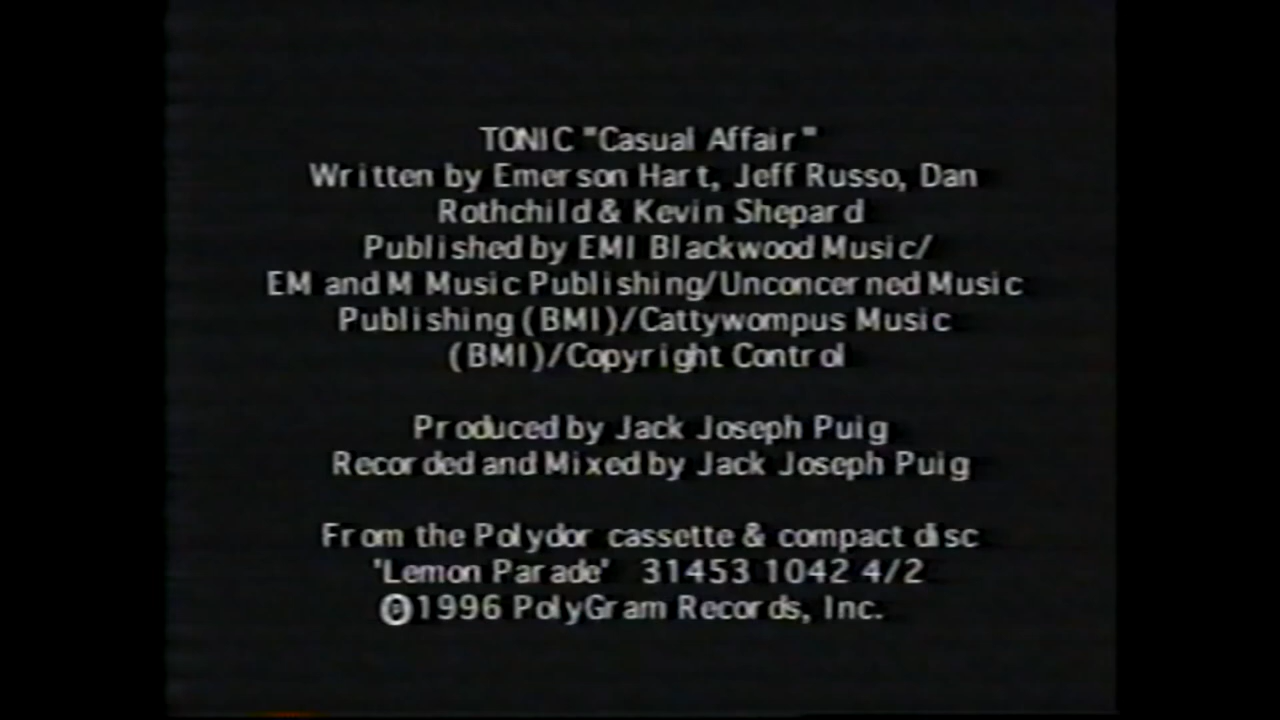 TONIC "Casual Affair"
Written by Emerson Hart, Jeff Russo, Dan
Rothchild & Kevin Shepard
Published by EMI Blackwood Music/
EM and M Music Publishing/Unconcerned Music
Publishing (BMI)/Cattywompus Music
(BMI)/Copyright Control
Produced by Jack Joseph Puig
Recorded and Mixed by Jack Joseph Puig
From the Polydor cassette & compact disc
'Lemon Parade' 31453 1042 4/2
℗1996 PolyGram Records, Inc.